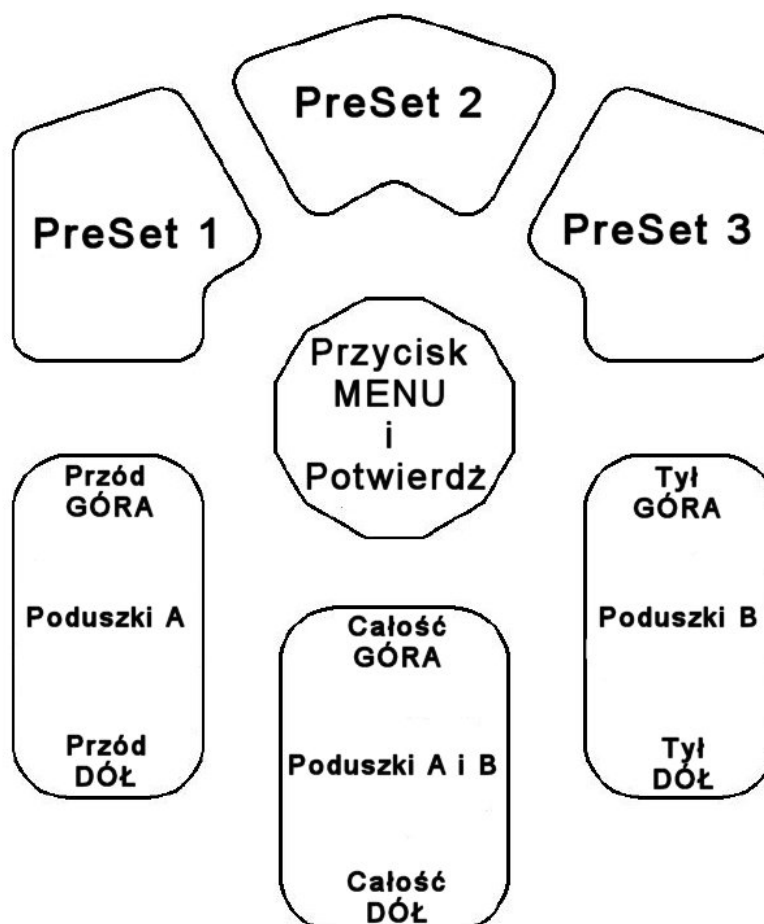 PreSet 2
PreSet 1
PreSet 3
Przycisk
MENU
i
Potwierdż
Przód
GÓRA
Poduszki A
Przód
DÓŁ
Całość
GÓRA
Poduszki A i B
Całość
DÓŁ
Tył
GÓRA
Poduszki B
Tył
DÓŁ